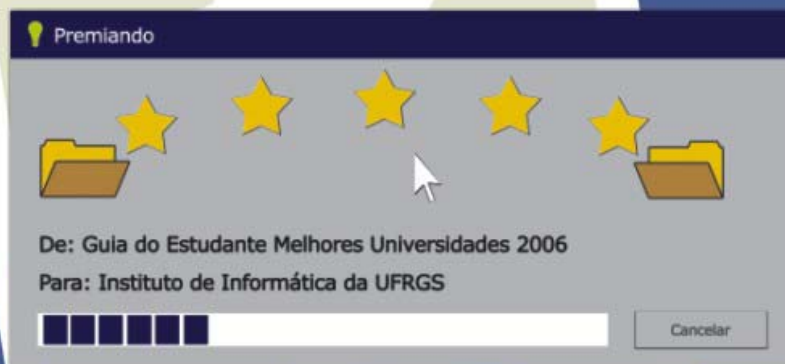 Premiando
De: Guia do Estudante Melhores Universidades 2006
Para: Instituto de Informática da UFRGS
Cancelar